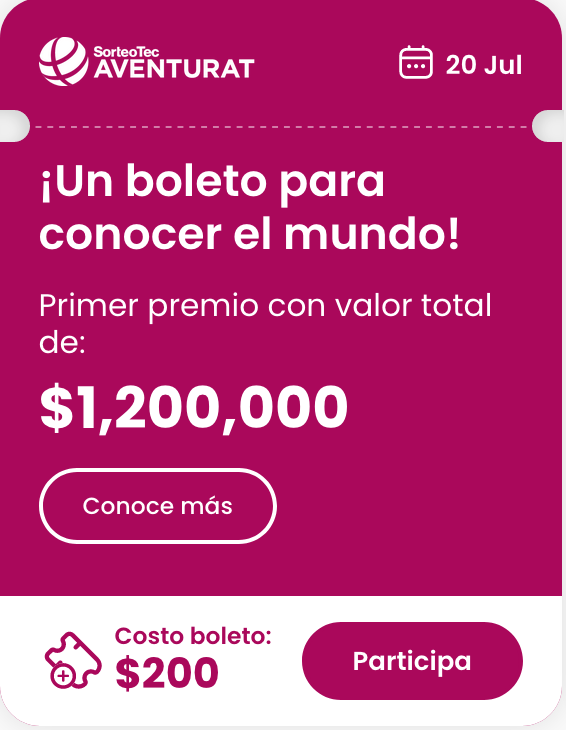 SorteoTec
AVENTURAT
20 Jul
¡Un boleto para
conocer el mundo!
Primer premio con valor total
de:
$1,200,000
Conoce más
Costo boleto:
$200
Participa